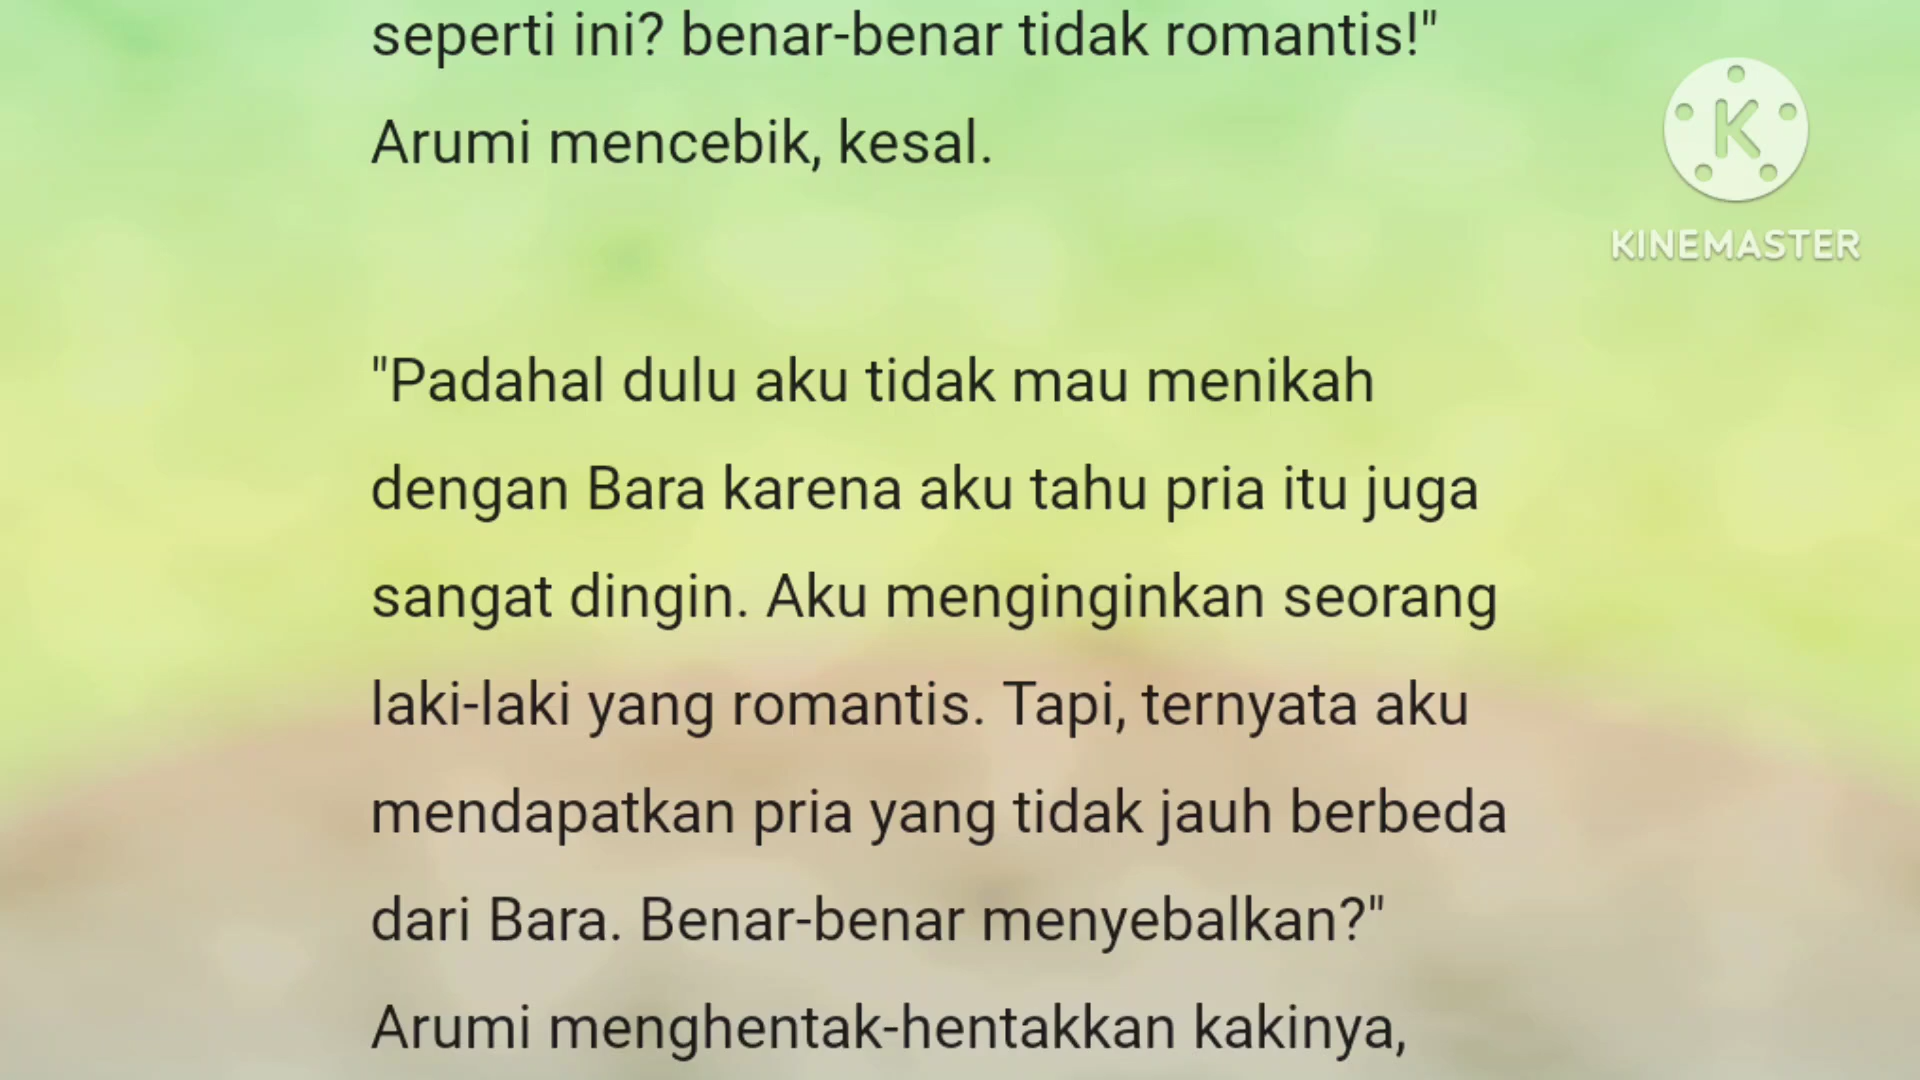 seperti ini? benar-benar tidak romantis!"
Arumi mencebik, kesal.
"Padahal dulu aku tidak mau menikah
dengan Bara karena aku tahu pria itu juga
sangat dingin. Aku menginginkan seorang
laki-laki yang romantis. Tapi, ternyata aku
mendapatkan pria yang tidak jauh berbeda
dari Bara. Benar-benar menyebalkan?"
Arumi menghentak-hentakkan kakinya,
K
KINEMASTER